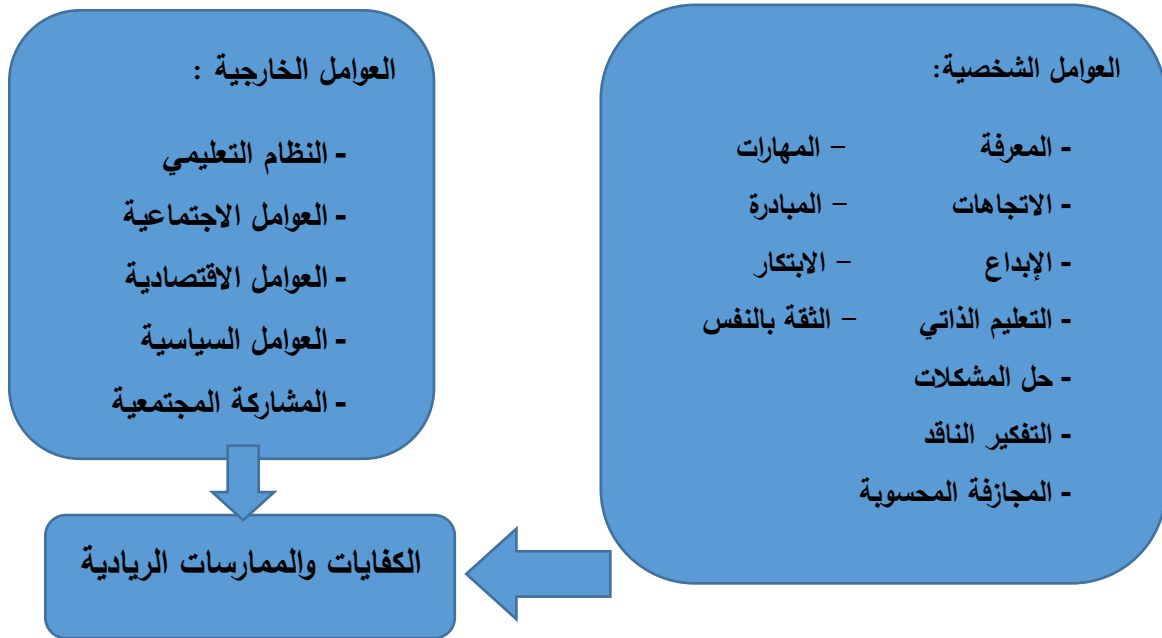 العوامل الشخصية:
- المعرفة – المهارات
- الاتجاهات – المبادرة
- الإبداع – الابتكار
- التعليم الذاتي – الثقة بالنفس
- حل المشكلات
- التفكير الناقد
- المجازفة المحسوبة
العوامل الخارجية :
- النظام التعليمي
- العوامل الاجتماعية
- العوامل الاقتصادية
- العوامل السياسية
- المشاركة المجتمعية
الكفايات والممارسات الريادية